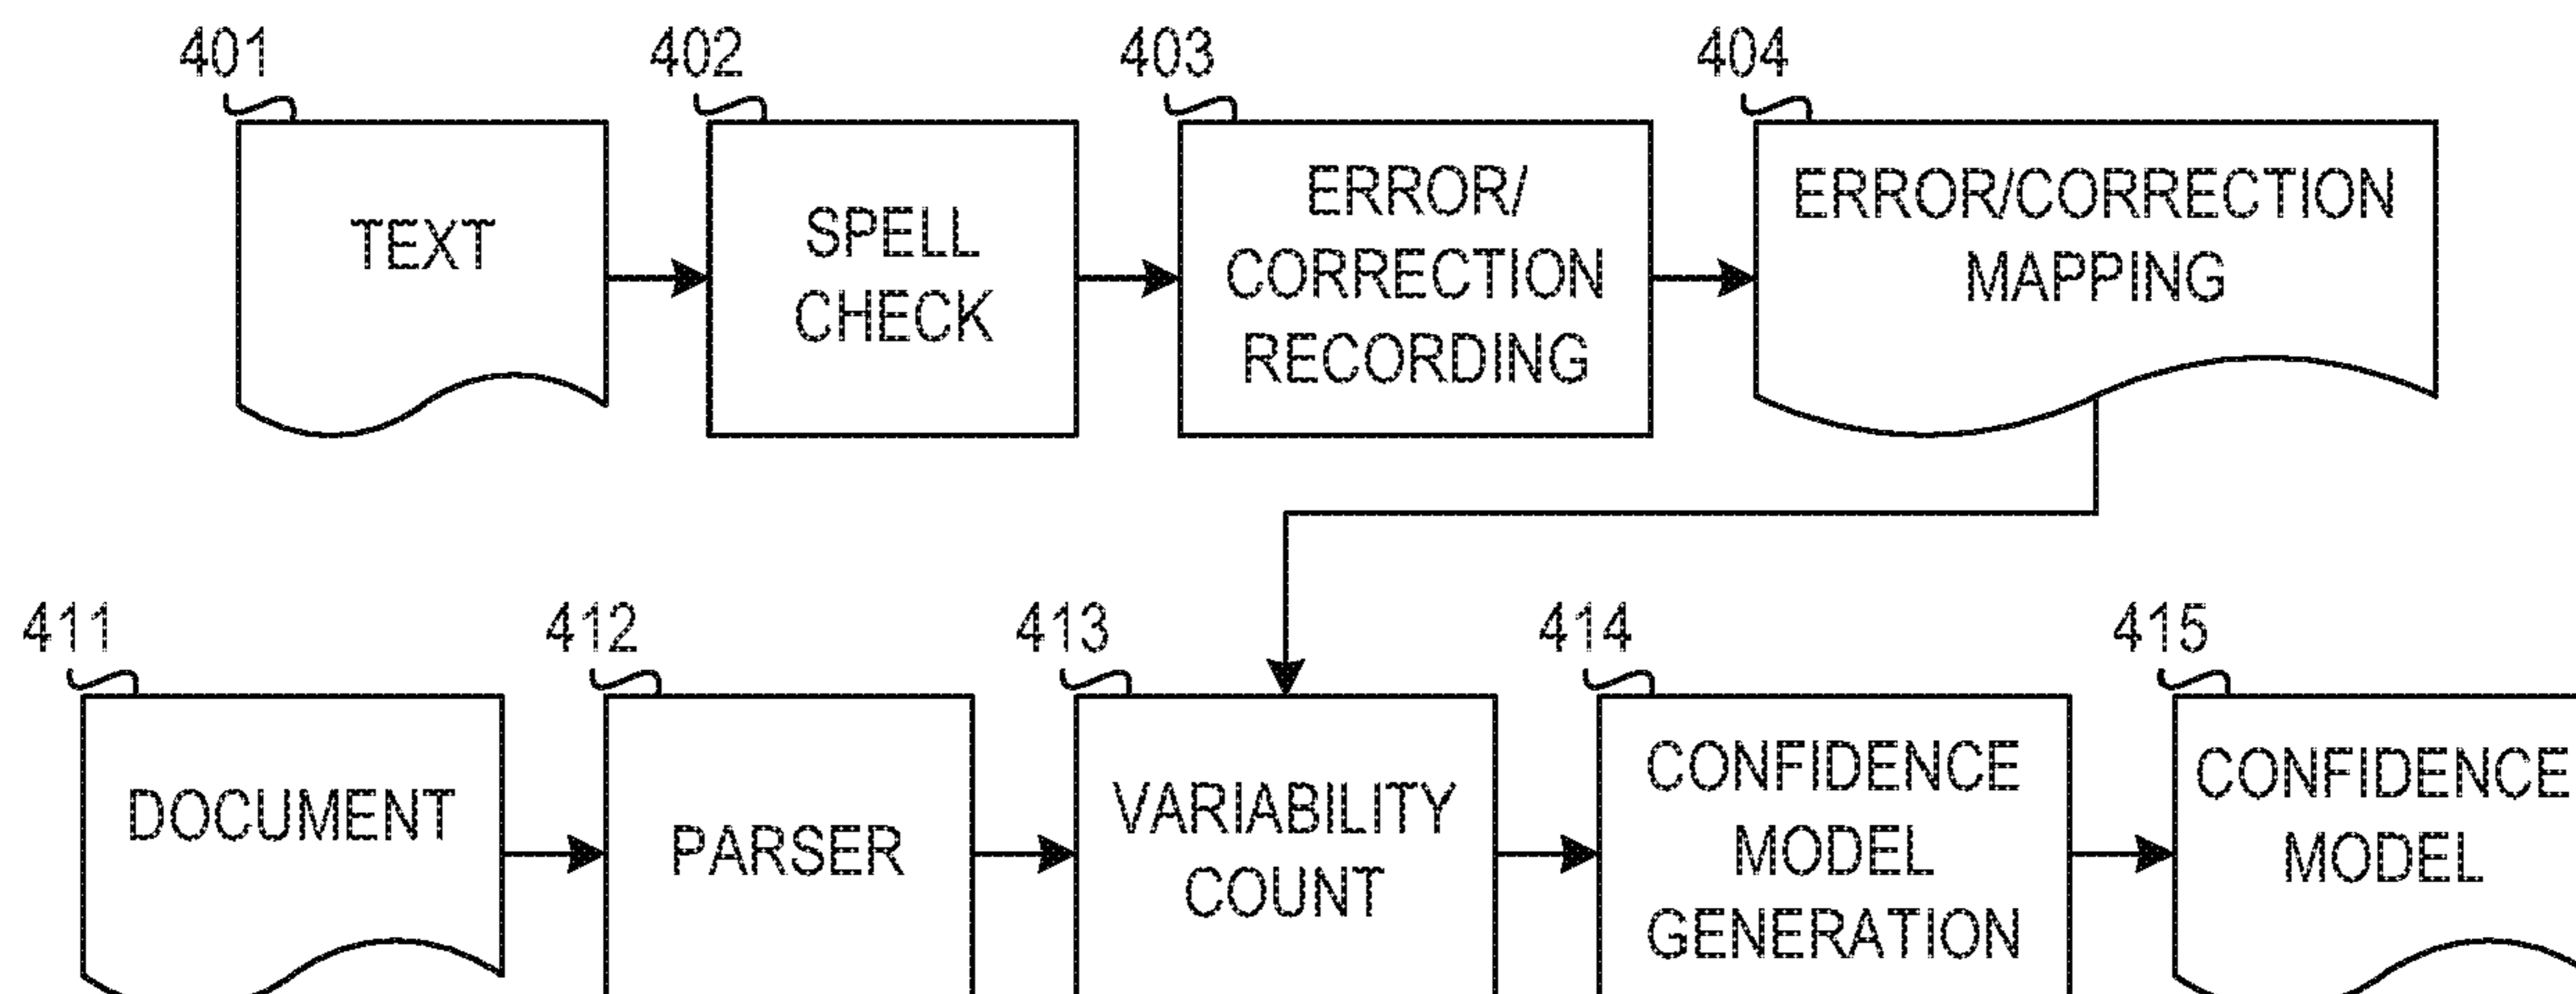 401
402
403
404
TEXT
SPELL
CHECK
ERROR/
CORRECTION
RECORDING
ERROR/CORRECTION
MAPPING
411
412
413
414
415
DOCUMENT
PARSER
VARIABILITY
COUNT
CONFIDENCE
MODEL
GENERATION
CONFIDENCE
MODEL